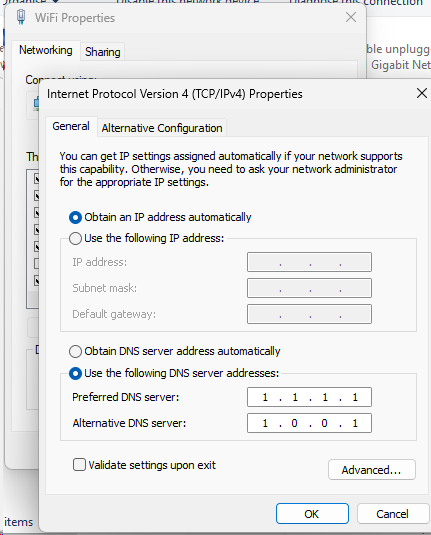 Organise
Disable this network device
Diagnose this connection
WiFi Properties
Networking
Sharing
Connect using:
ble unplugge
Gigabit Net
Internet Protocol Version 4 (TCP/IPv4) Properties
General
Alternative Configuration
You can get IP settings assigned automatically if your network supports
this capability. Otherwise, you need to ask your network administrator
for the appropriate IP settings.
Obtain an IP address automatically
Use the following IP address:
IP address:
. . .
Subnet mask:
. . .
Default gateway:
. . .
Obtain DNS server address automatically
Use the following DNS server addresses:
Preferred DNS server:
1 . 1 . 1 . 1
Alternative DNS server:
1 . 0 . 0 . 1
Validate settings upon exit
Advanced...
OK
Cancel
Th
D
items